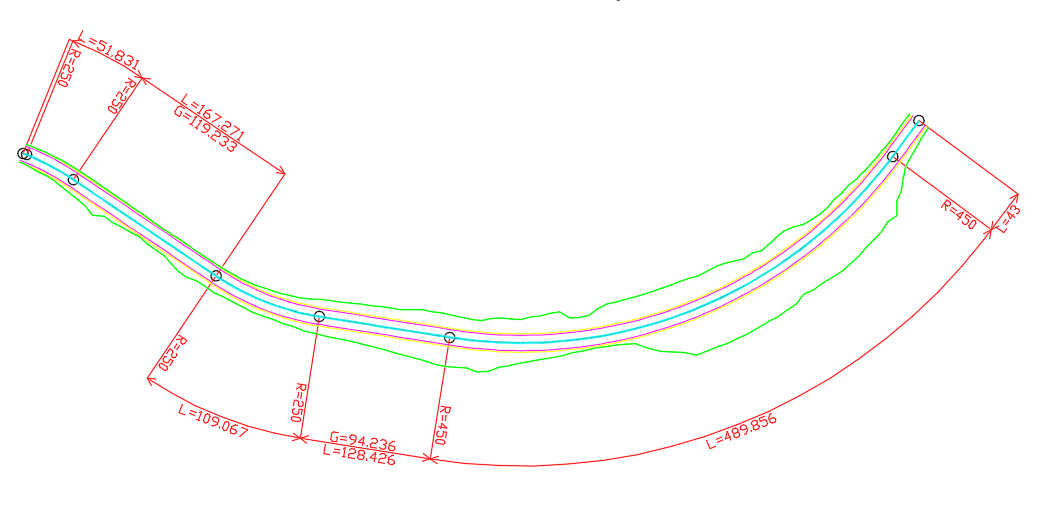 L=51.831
R=250
R=250
L=167.271
G=119.233
R=450
L=43
R=250
R=250
R=450
L=109.067
G=94.236
L=128.426
L=489.856